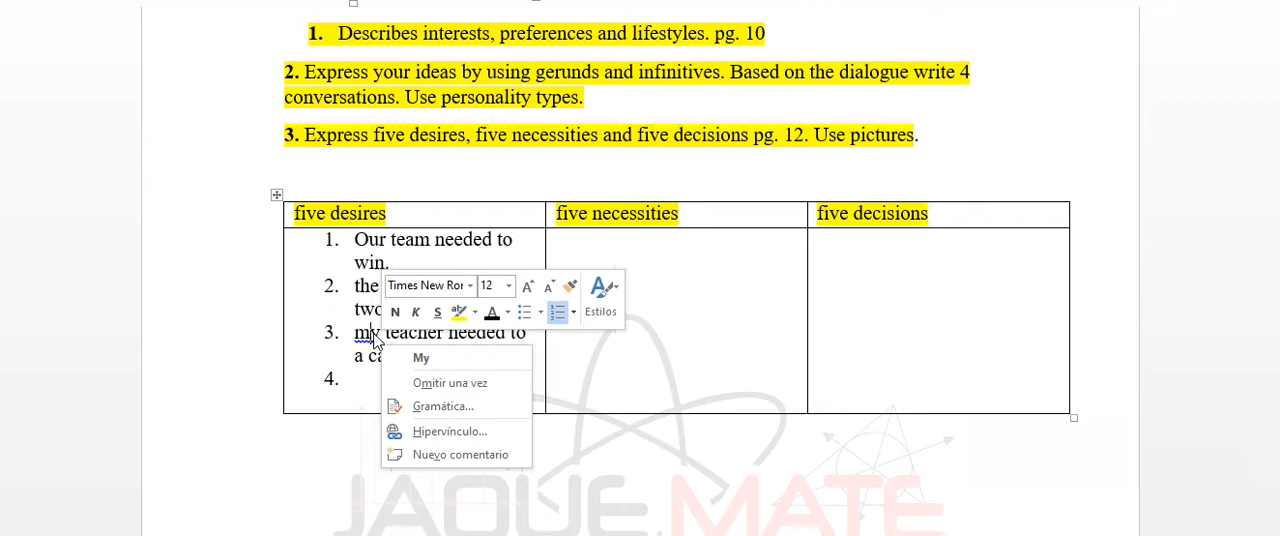 1. Describes interests, preferences and lifestyles. pg. 10
2. Express your ideas by using gerunds and infinitives. Based on the dialogue write 4
conversations. Use personality types.
3. Express five desires, five necessities and five decisions pg. 12. Use pictures.
five desires
five necessities
five decisions
1. Our team needed to
win.
2. the
two
3. my teacher needed to
a ca
4.
Times New Ror
12
N K S
Estilos
My
Omitir una vez
Gramática...
Hipervínculo...
Nuevo comentario
JAQUE MATE